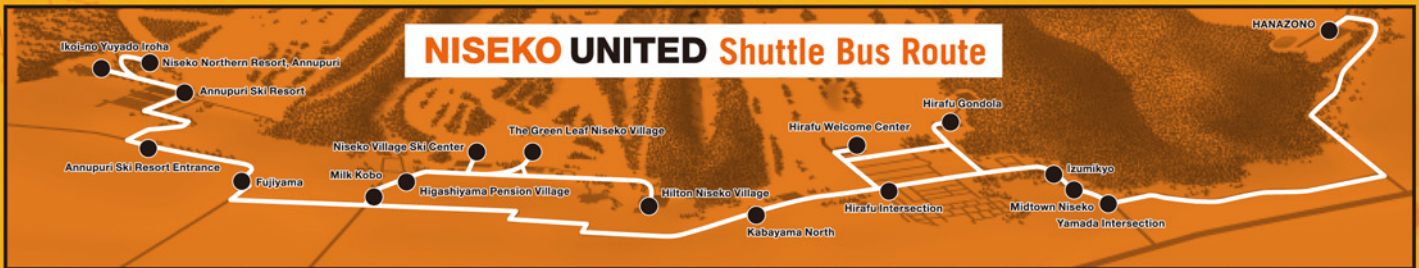 NISEKO UNITED Shuttle Bus Route
HANAZONO
Ikoi-no Yuyado Iroha
Niseko Northern Resort, Annupuri
Annupuri Ski Resort
Hirafu Gondola
Hirafu Welcome Center
The Green Leaf Niseko Village
Niseko Village Ski Center
Annupuri Ski Resort Entrance
Milk Kobo
Izumikyo
Fujiyama
Higashiyama Pension Village
Hilton Niseko Village
Hirafu Intersection
Midtown Niseko
Yamada Intersection
Kabayama North